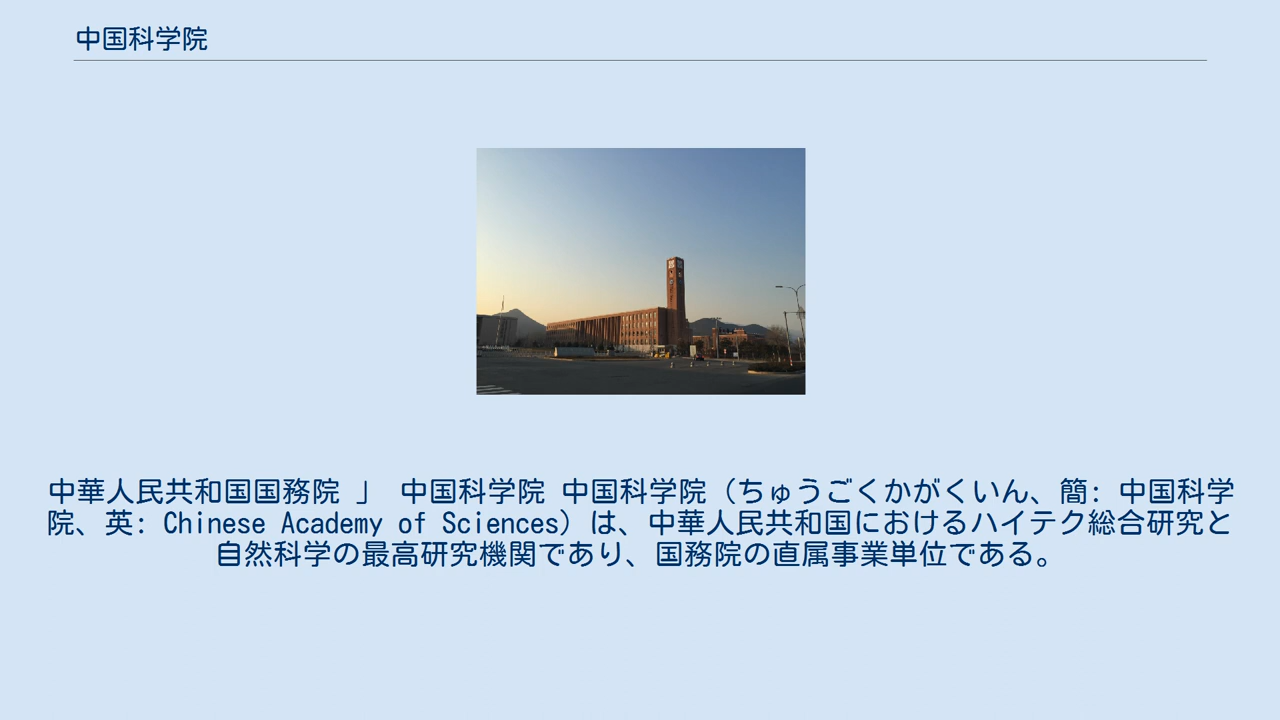 中国科学院
中華人民共和国国務院 」 中国科学院 中国科学院（ちゅうごくかがくいん、簡: 中国科学
院、英: Chinese Academy of Sciences）は、中華人民共和国におけるハイテク総合研究と
自然科学の最高研究機関であり、国務院の直属事業単位である。